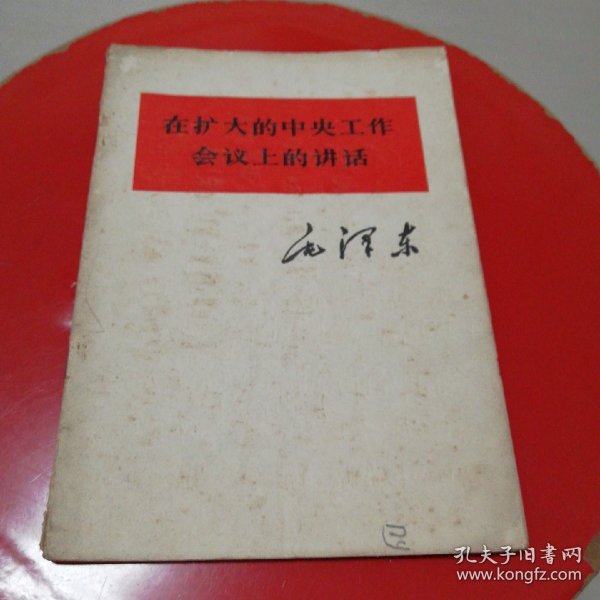 在扩大的中央工作
会议上的讲话
毛泽东
孔夫子旧书网
www.kongfz.com